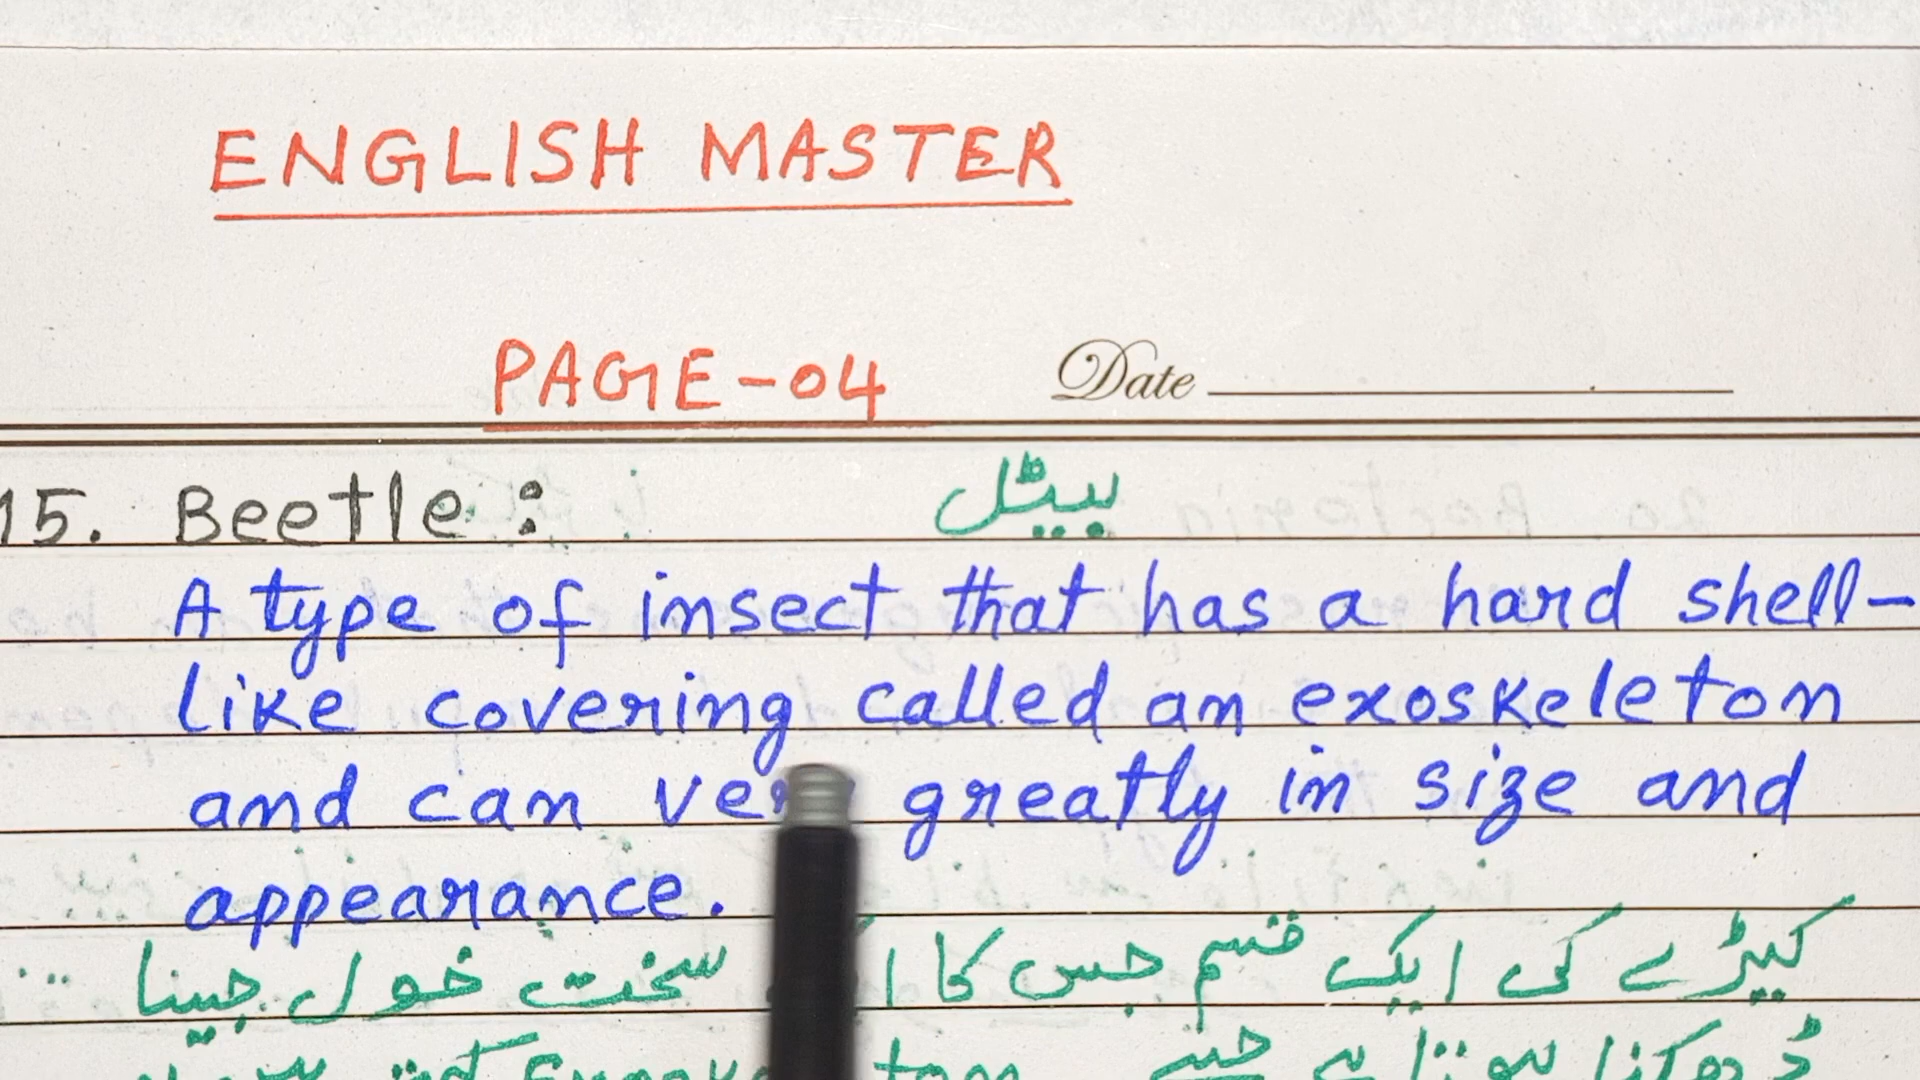 ENGLISH MASTER
PAGE-04 Date
15. Beetle: بیٹل
A type of insect that has a hard shell-
like covering called an exoskeleton
and can greatly in size and
appearance.
کیڑے کی ایک قسم جس کا سخت خول جیسا